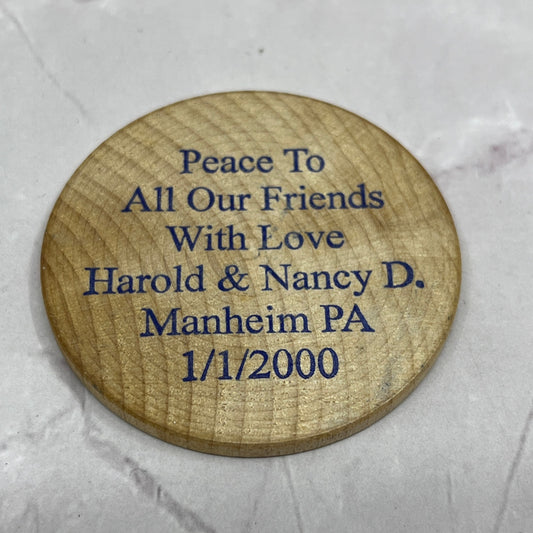 Peace To
All Our Friends
With Love
Harold & Nancy D.
Manheim PA
1/1/2000